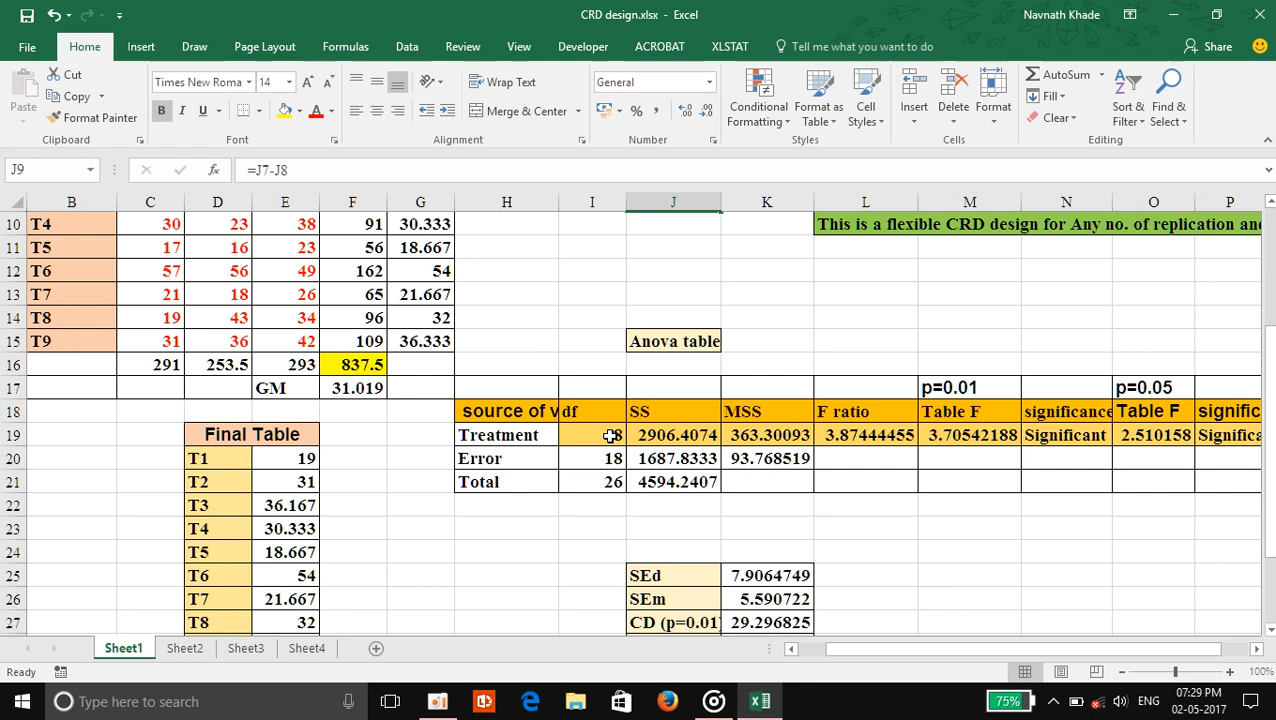 CRD design.xlsx - Excel
Navnath Khade
File Home Insert Draw Page Layout Formulas Data Review View Developer ACROBAT XLSTAT Tell me what you want to do Share
Paste
Cut
Copy
Format Painter
Clipboard
Times New Roma 14
B I U
Font
Wrap Text
Merge & Center
Alignment
General
Number
Conditional Formatting
Format as Table
Cell Styles
Styles
Insert Delete Format
Cells
AutoSum
Fill
Clear
Sort & Filter
Find & Select
Editing
J9 fx =J7-J8
B C D E F G H I J K L M N O P
10 T4 30 23 38 91 30.333 This is a flexible CRD design for Any no. of replication and
11 T5 17 16 23 56 18.667
12 T6 57 56 49 162 54
13 T7 21 18 26 65 21.667
14 T8 19 43 34 96 32
15 T9 31 36 42 109 36.333 Anova table
16 291 253.5 293 837.5
17 GM 31.019 p=0.01 p=0.05
18 source of v df SS MSS F ratio Table F significance Table F signific
19 Final Table Treatment 8 2906.4074 363.30093 3.87444455 3.70542188 Significant 2.510158 Significa
20 T1 19 Error 18 1687.8333 93.768519
21 T2 31 Total 26 4594.2407
22 T3 36.167
23 T4 30.333
24 T5 18.667
25 T6 54 SEd 7.9064749
26 T7 21.667 SEm 5.590722
27 T8 32 CD (p=0.01) 29.296825
Sheet1 Sheet2 Sheet3 Sheet4
Ready 100%
Type here to search
75% ENG 07:29 PM
02-05-2017